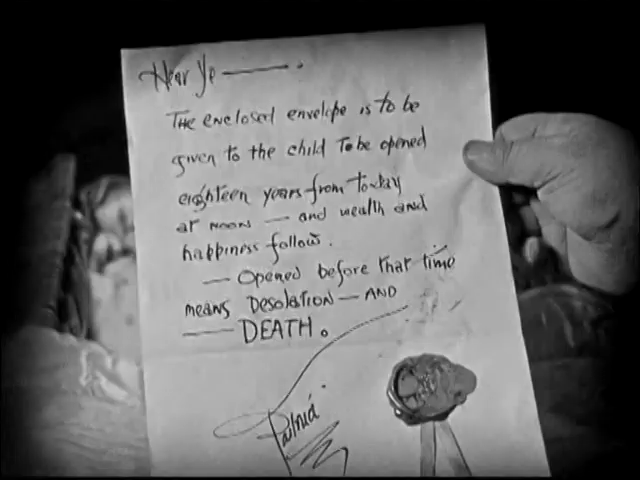 Hear Ye —.
The enclosed envelope is to be
given to the child To be opened
eighteen years from today
at noon — and wealth and
happiness follow.
— Opened before that time
means Desolation — AND
— DEATH.